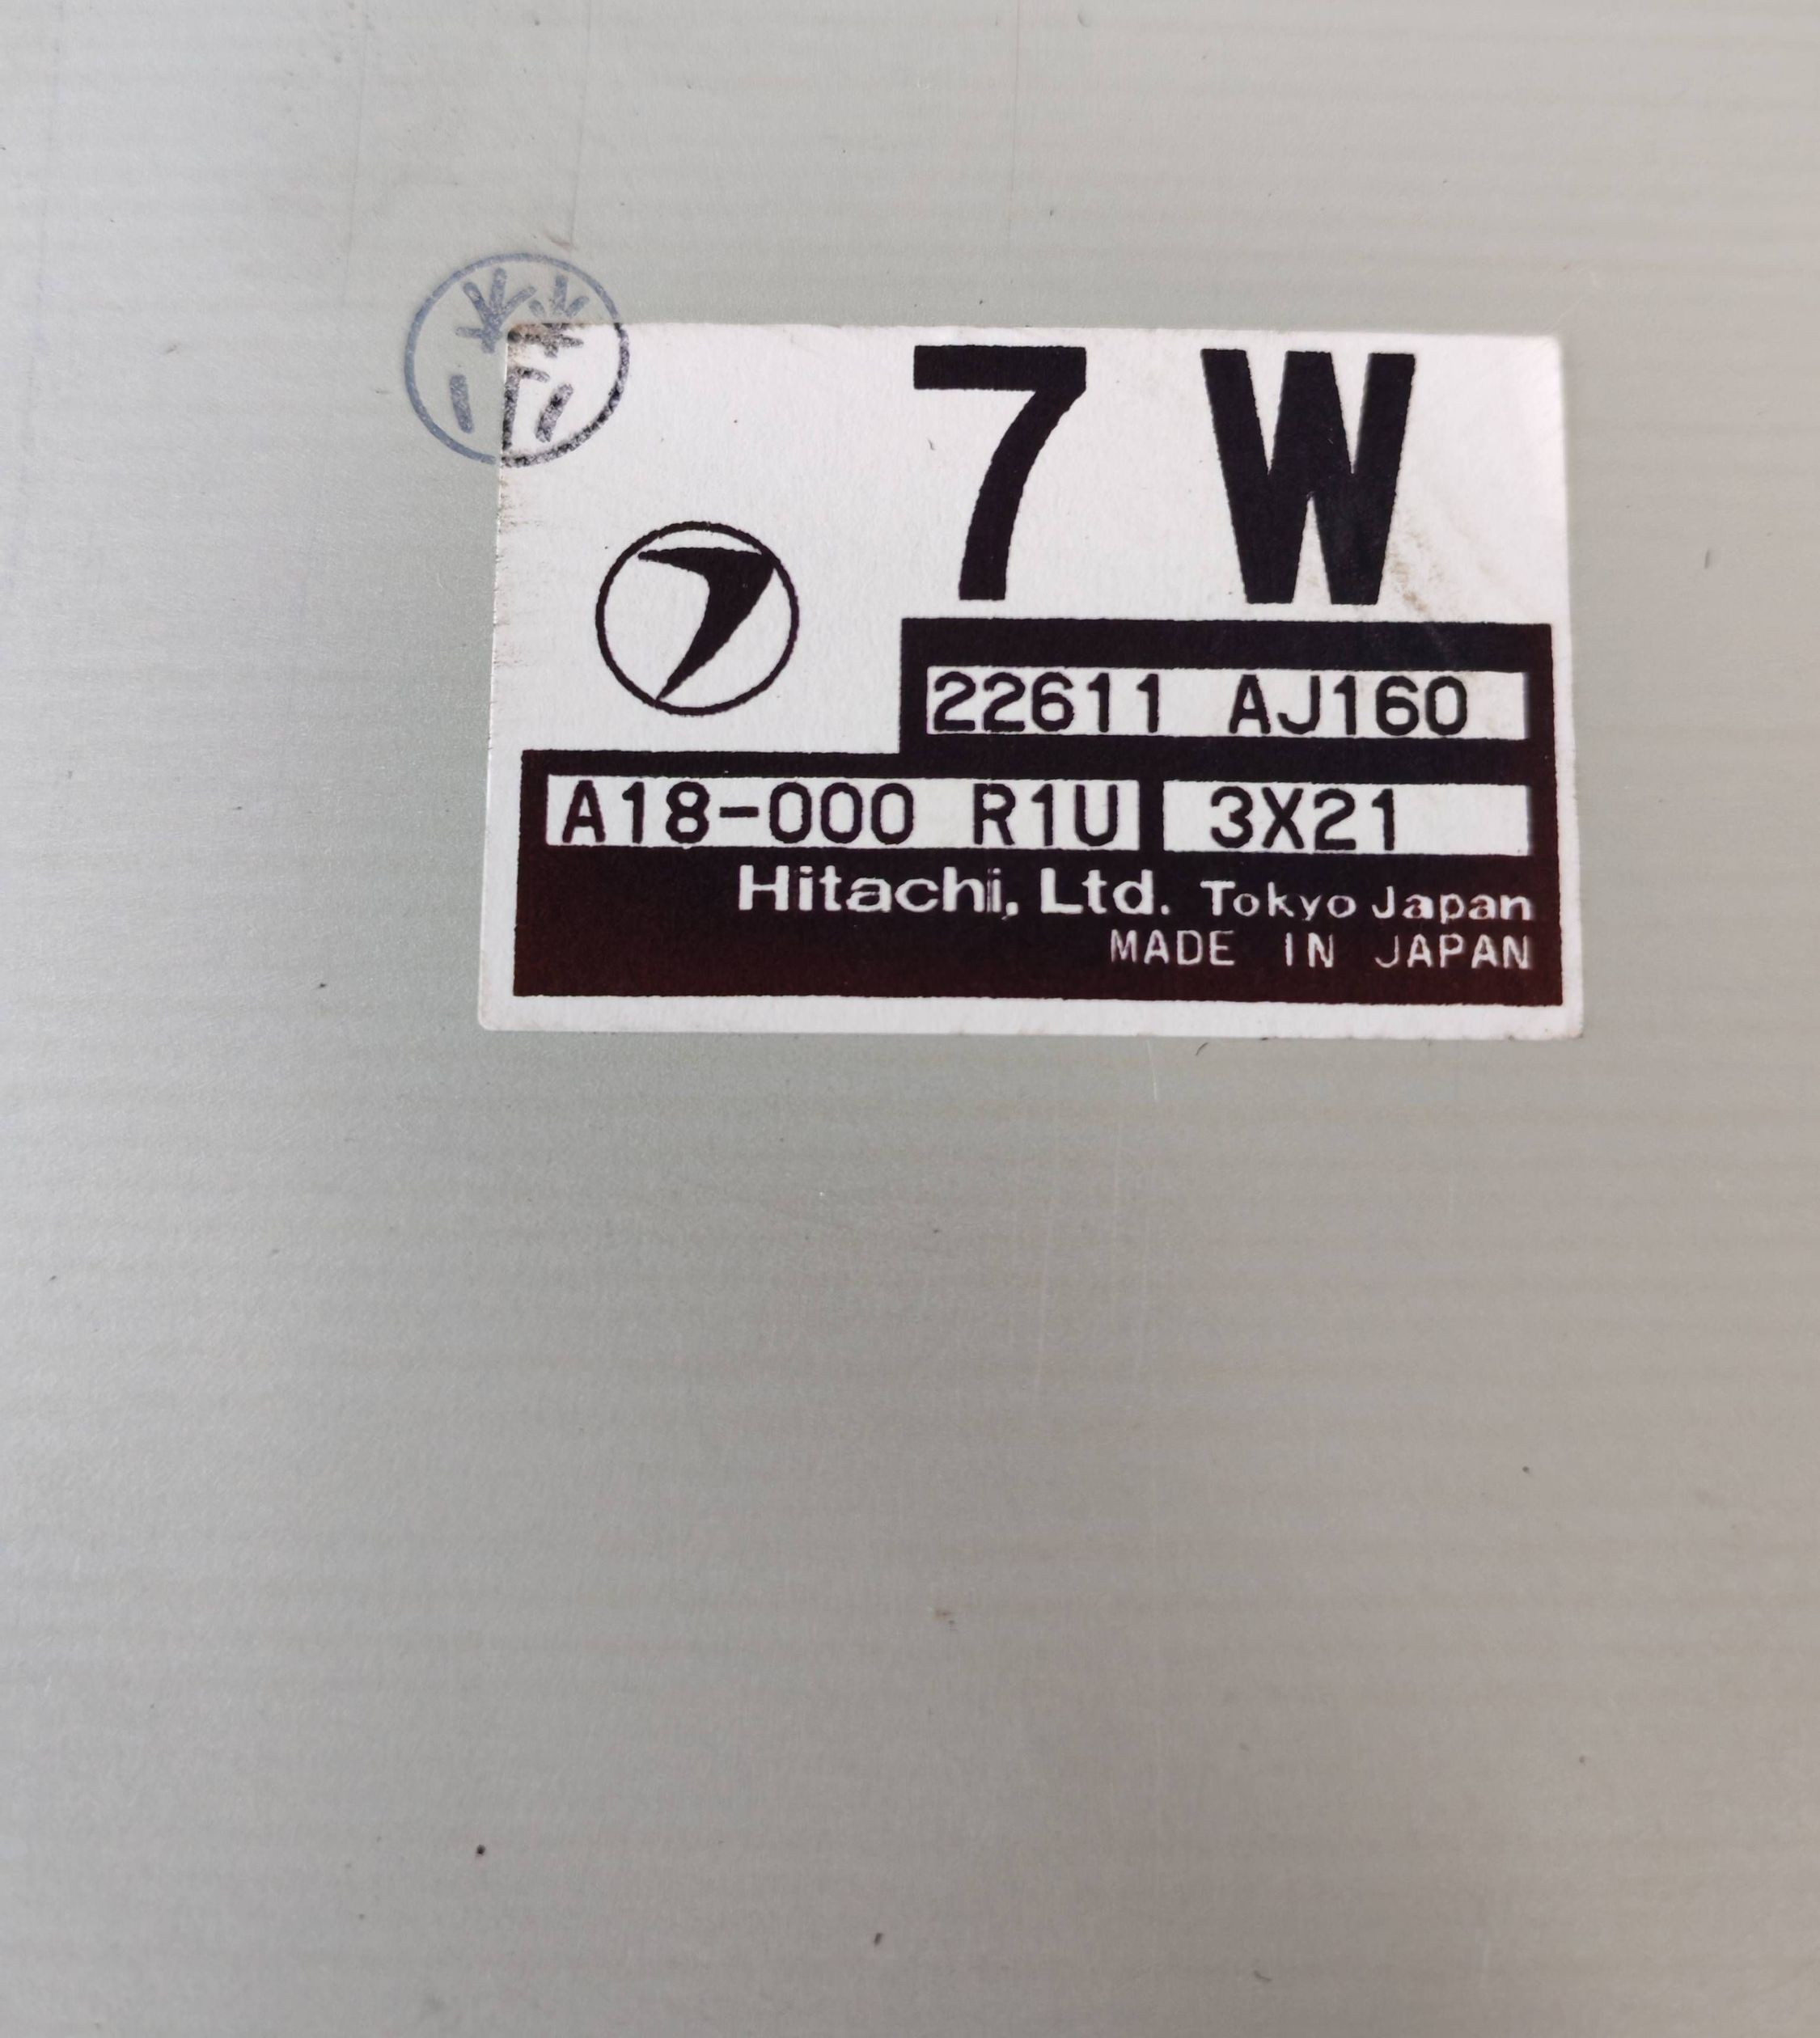 7 W
22611 AJ160
A18-000 R1U 3X21
Hitachi, Ltd. Tokyo Japan
MADE IN JAPAN